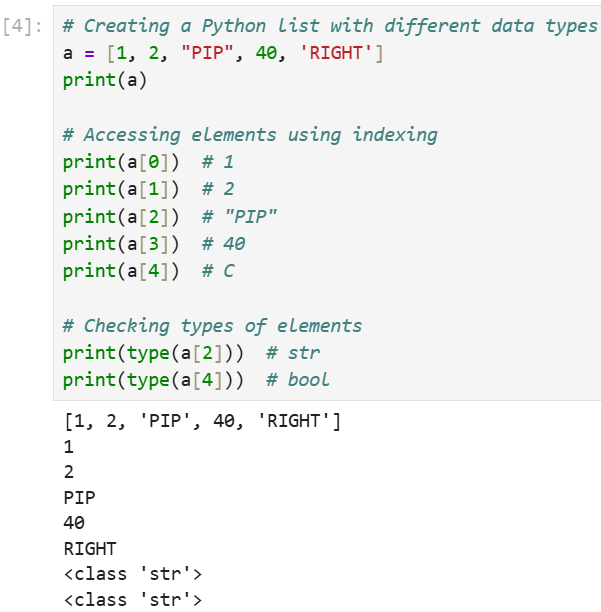 [4]: # Creating a Python list with different data types
a = [1, 2, "PIP", 40, 'RIGHT']
print(a)
# Accessing elements using indexing
print(a[0])  # 1
print(a[1])  # 2
print(a[2])  # "PIP"
print(a[3])  # 40
print(a[4])  # C
# Checking types of elements
print(type(a[2]))  # str
print(type(a[4]))  # bool
[1, 2, 'PIP', 40, 'RIGHT']
1
2
PIP
40
RIGHT
<class 'str'>
<class 'str'>